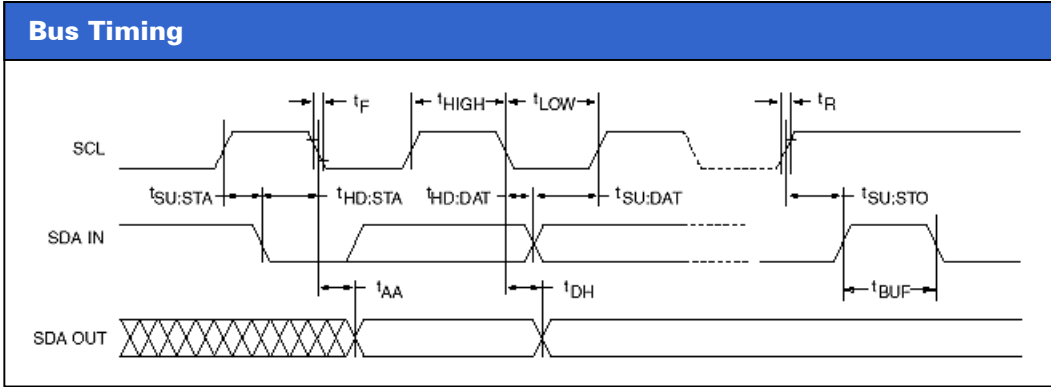 Bus Timing
tF
tHIGH
tLOW
tR
SCL
tSU:STA
tHD:STA
tHD:DAT
tSU:DAT
tSU:STO
SDA IN
tAA
tDH
tBUF
SDA OUT